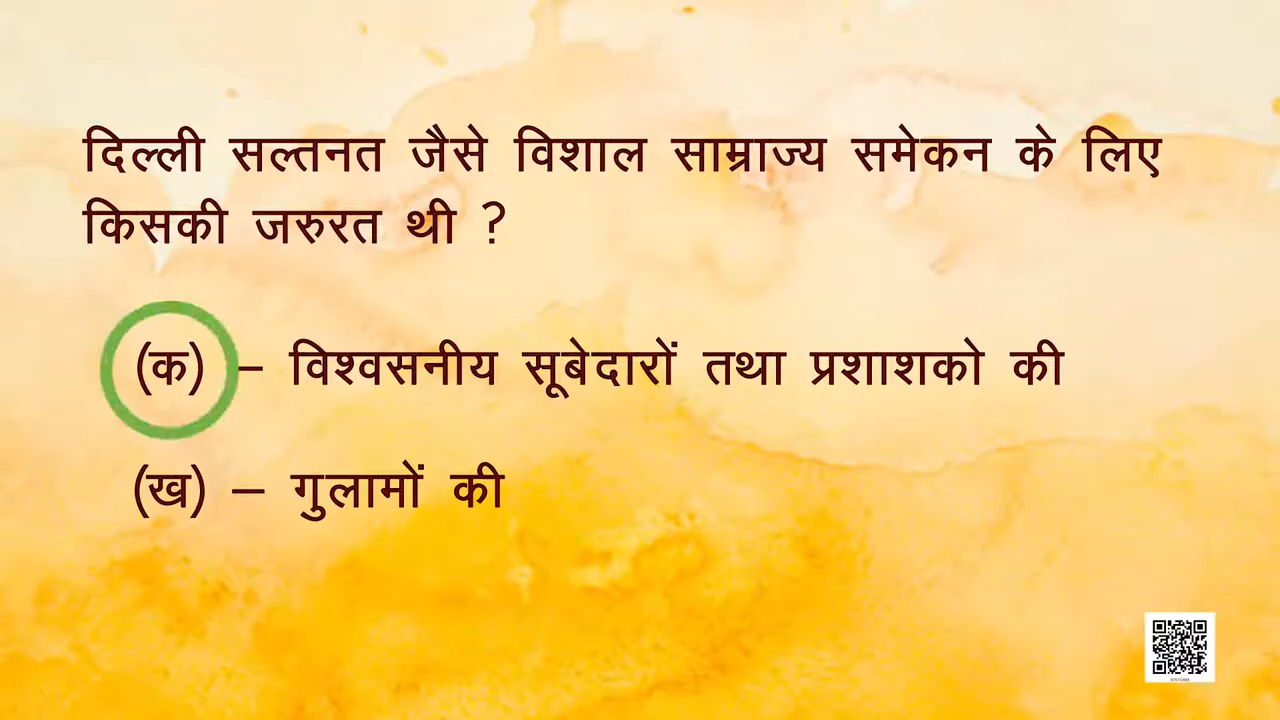 दिल्ली सल्तनत जैसे विशाल साम्राज्य समेकन के लिए
किसकी जरुरत थी ?
(क) – विश्वसनीय सूबेदारों तथा प्रशाशको की
(ख) – गुलामों की